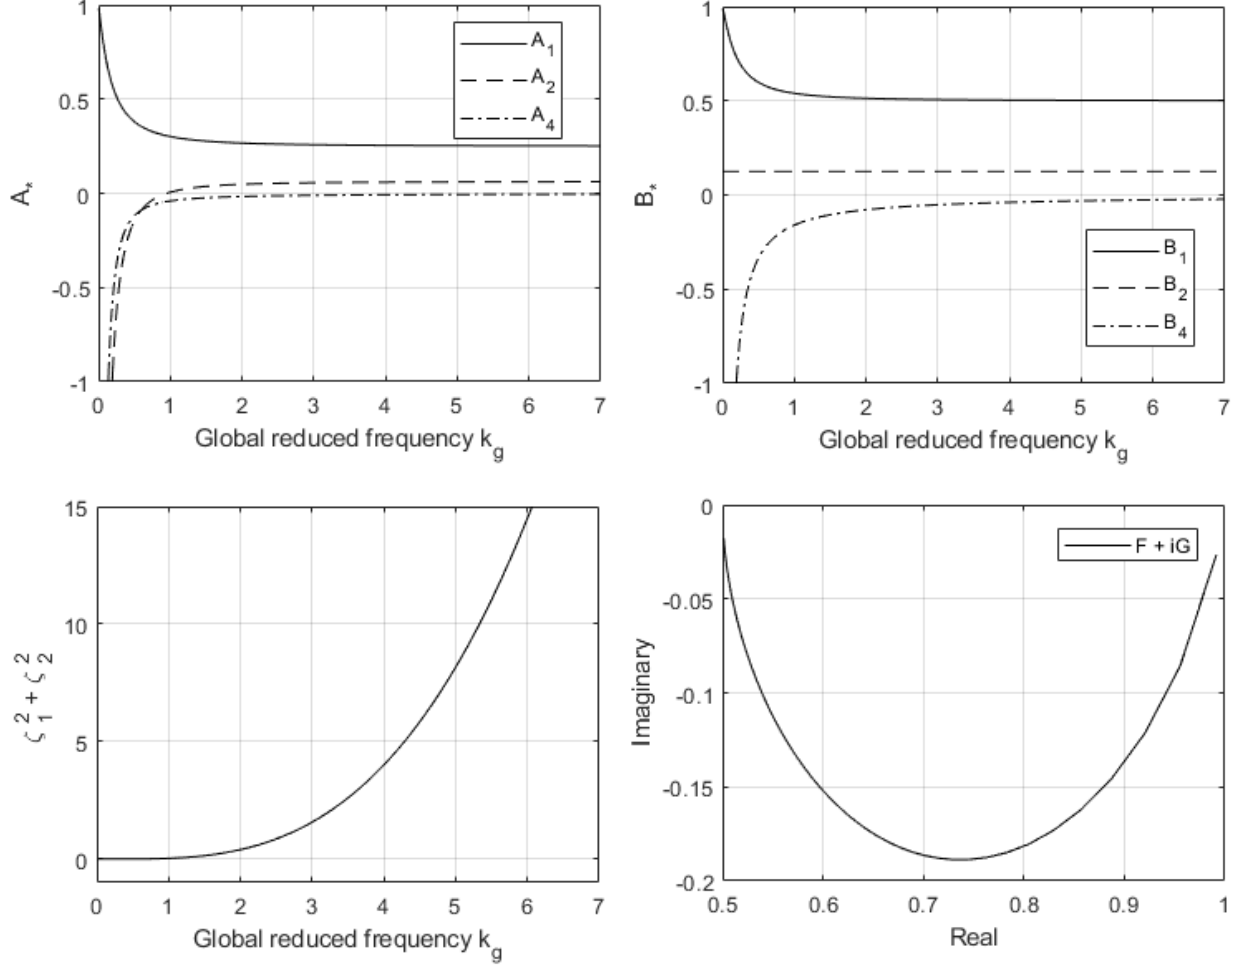 1
0.5
0
-0.5
-1
A*
A1
A2
A4
0 1 2 3 4 5 6 7
Global reduced frequency kg
1
0.5
0
-0.5
-1
B*
B1
B2
B4
0 1 2 3 4 5 6 7
Global reduced frequency kg
15
10
5
0
ζ1² + ζ2²
0 1 2 3 4 5 6 7
Global reduced frequency kg
0
-0.05
-0.1
-0.15
-0.2
Imaginary
F + iG
0.5 0.6 0.7 0.8 0.9 1
Real